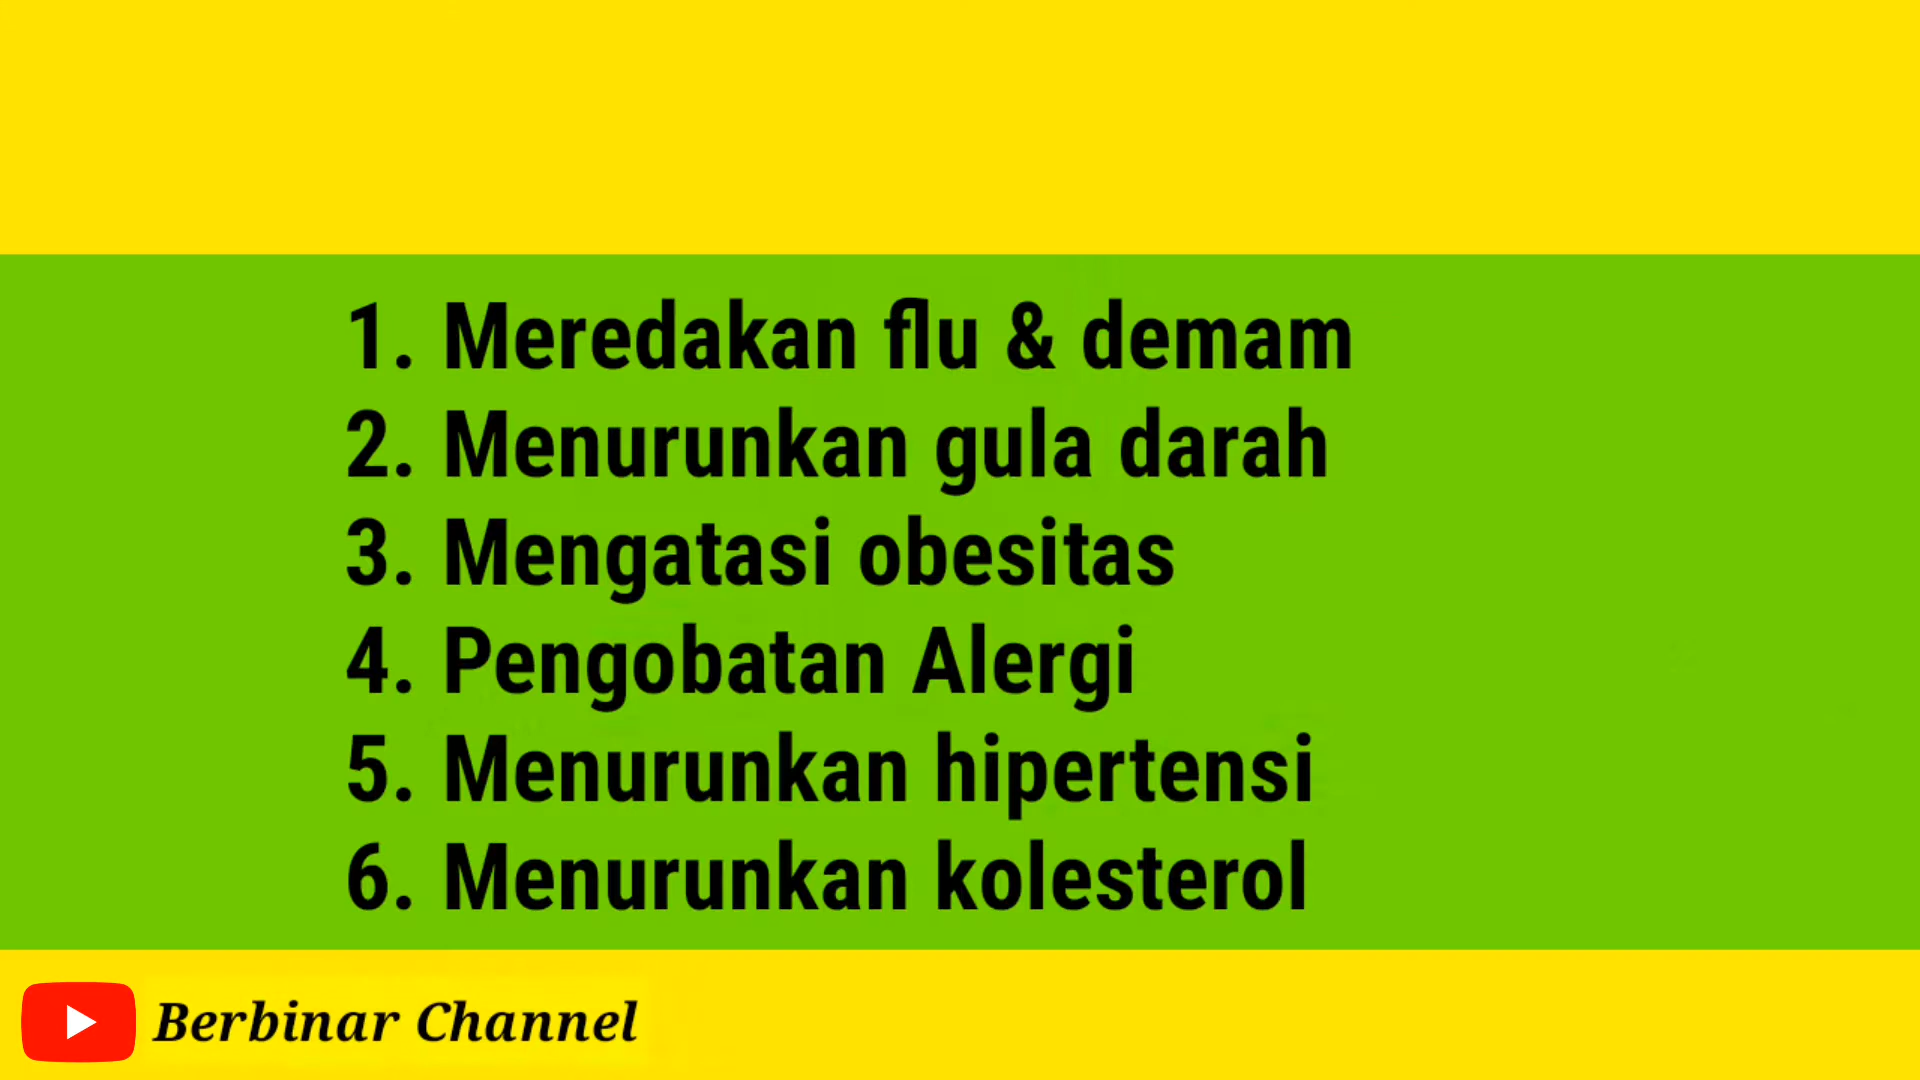 1. Meredakan flu & demam
2. Menurunkan gula darah
3. Mengatasi obesitas
4. Pengobatan Alergi
5. Menurunkan hipertensi
6. Menurunkan kolesterol
Berbinar Channel